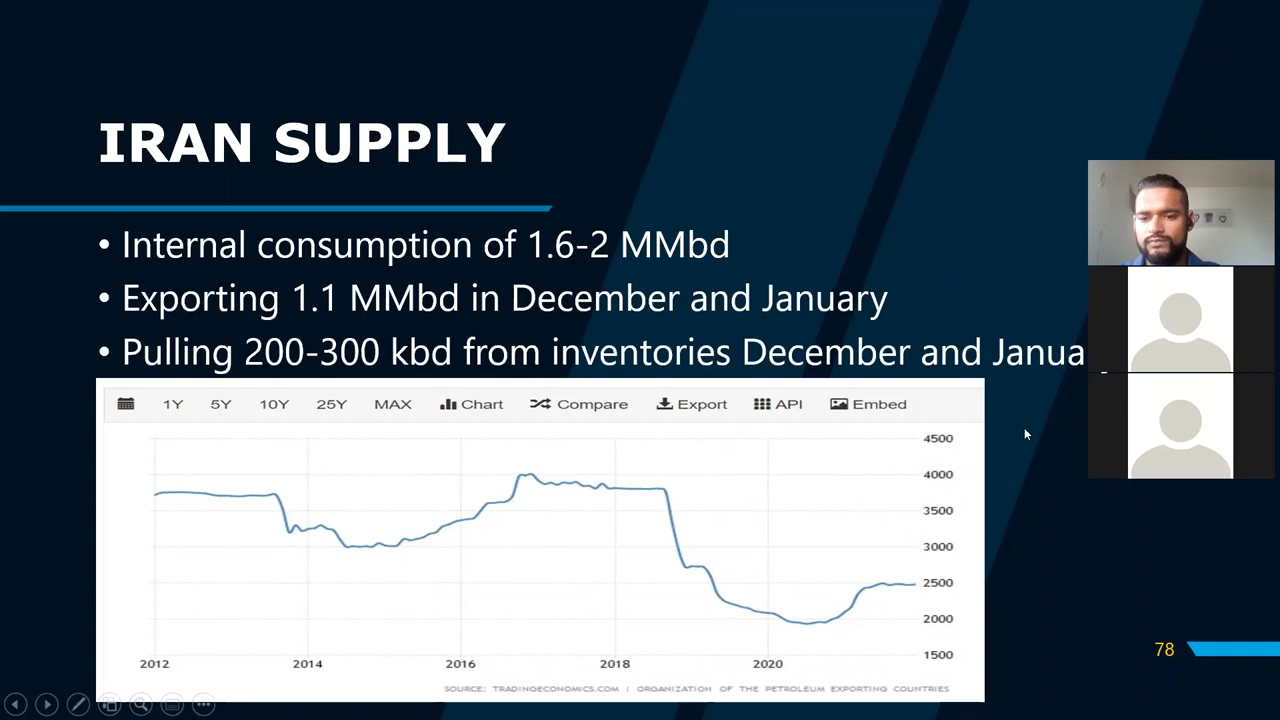 IRAN SUPPLY
• Internal consumption of 1.6-2 MMbd
• Exporting 1.1 MMbd in December and January
• Pulling 200-300 kbd from inventories December and Janua
1Y 5Y 10Y 25Y MAX Chart Compare Export API Embed
4500
4000
3500
3000
2500
2000
1500
2012 2014 2016 2018 2020
SOURCE: TRADINGECONOMICS.COM | ORGANIZATION OF THE PETROLEUM EXPORTING COUNTRIES
78